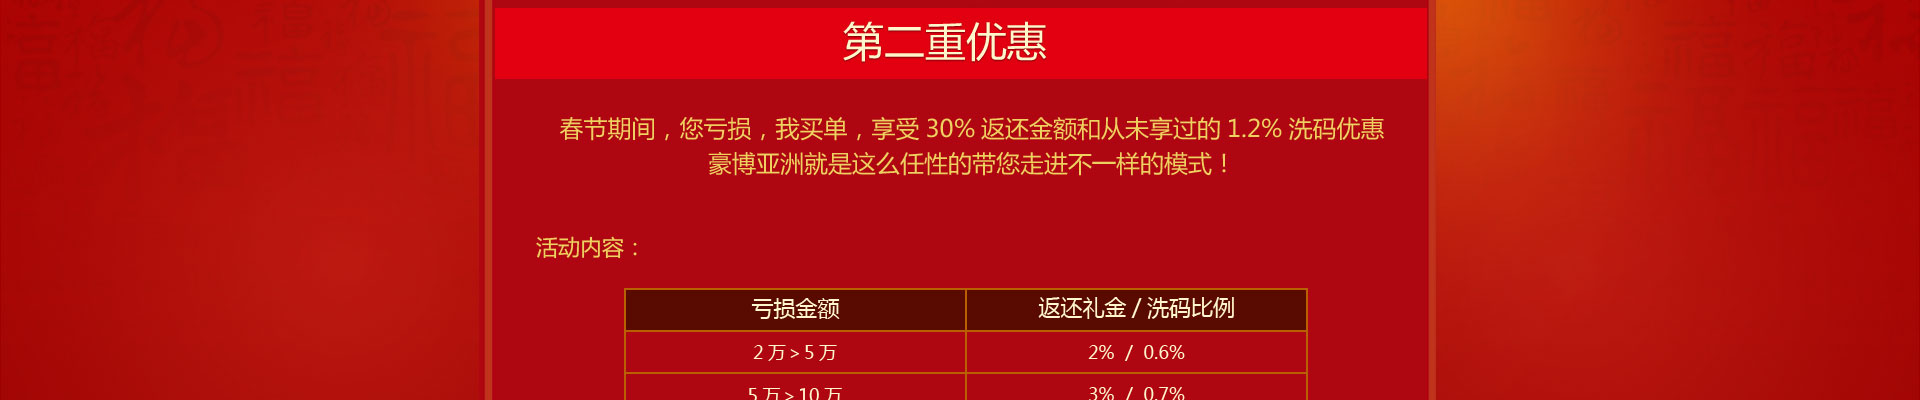 第二重优惠
春节期间，您亏损，我买单，享受 30% 返还金额和从未享过的 1.2% 洗码优惠
豪博亚洲就是这么任性的带您走进不一样的模式！
活动内容：
亏损金额 返还礼金 / 洗码比例
2 万 > 5 万 2% / 0.6%
5 万 > 10 万 3% / 0.7%